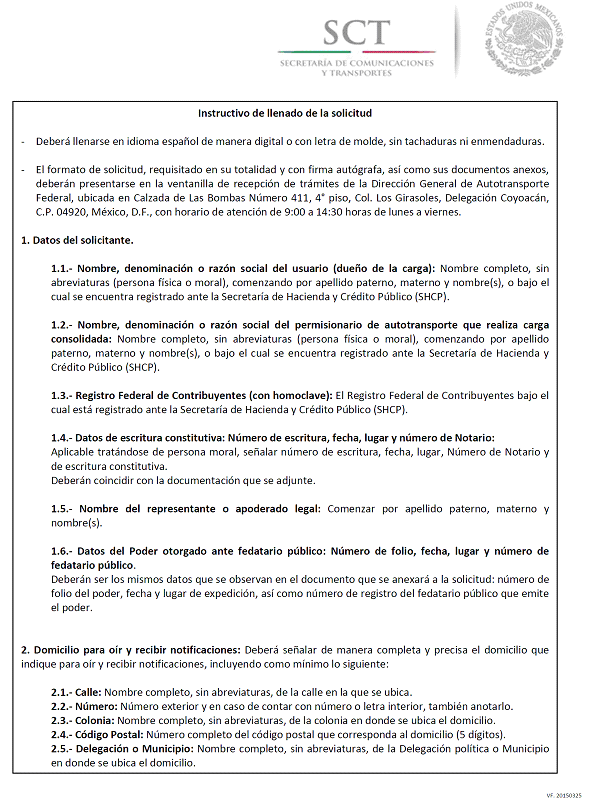 SCT
SECRETARÍA DE COMUNICACIONES
Y TRANSPORTES
ESTADOS UNIDOS MEXICANOS
Instructivo de llenado de la solicitud
- Deberá llenarse en idioma español de manera digital o con letra de molde, sin tachaduras ni enmendaduras.
- El formato de solicitud, requisitado en su totalidad y con firma autógrafa, así como sus documentos anexos,
deberán presentarse en la ventanilla de recepción de trámites de la Dirección General de Autotransporte
Federal, ubicada en Calzada de Las Bombas Número 411, 4° piso, Col. Los Girasoles, Delegación Coyoacán,
C.P. 04920, México, D.F., con horario de atención de 9:00 a 14:30 horas de lunes a viernes.
1. Datos del solicitante.
1.1.- Nombre, denominación o razón social del usuario (dueño de la carga): Nombre completo, sin
abreviaturas (persona física o moral), comenzando por apellido paterno, materno y nombre(s), o bajo el
cual se encuentra registrado ante la Secretaría de Hacienda y Crédito Público (SHCP).
1.2.- Nombre, denominación o razón social del permisionario de autotransporte que realiza carga
consolidada: Nombre completo, sin abreviaturas (persona física o moral), comenzando por apellido
paterno, materno y nombre(s), o bajo el cual se encuentra registrado ante la Secretaría de Hacienda y
Crédito Público (SHCP).
1.3.- Registro Federal de Contribuyentes (con homoclave): El Registro Federal de Contribuyentes bajo el
cual está registrado ante la Secretaría de Hacienda y Crédito Público (SHCP).
1.4.- Datos de escritura constitutiva: Número de escritura, fecha, lugar y número de Notario:
Aplicable tratándose de persona moral, señalar número de escritura, fecha, lugar, Número de Notario y
de escritura constitutiva.
Deberán coincidir con la documentación que se adjunte.
1.5.- Nombre del representante o apoderado legal: Comenzar por apellido paterno, materno y
nombre(s).
1.6.- Datos del Poder otorgado ante fedatario público: Número de folio, fecha, lugar y número de
fedatario público.
Deberán ser los mismos datos que se observan en el documento que se anexará a la solicitud: número de
folio del poder, fecha y lugar de expedición, así como número de registro del fedatario público que emite
el poder.
2. Domicilio para oír y recibir notificaciones: Deberá señalar de manera completa y precisa el domicilio que
indique para oír y recibir notificaciones, incluyendo como mínimo lo siguiente:
2.1.- Calle: Nombre completo, sin abreviaturas, de la calle en la que se ubica.
2.2.- Número: Número exterior y en caso de contar con número o letra interior, también anotarlo.
2.3.- Colonia: Nombre completo, sin abreviaturas, de la colonia en donde se ubica el domicilio.
2.4.- Código Postal: Número completo del código postal que corresponda al domicilio (5 dígitos).
2.5.- Delegación o Municipio: Nombre completo, sin abreviaturas, de la Delegación política o Municipio
en donde se ubica el domicilio.
VF. 20150325